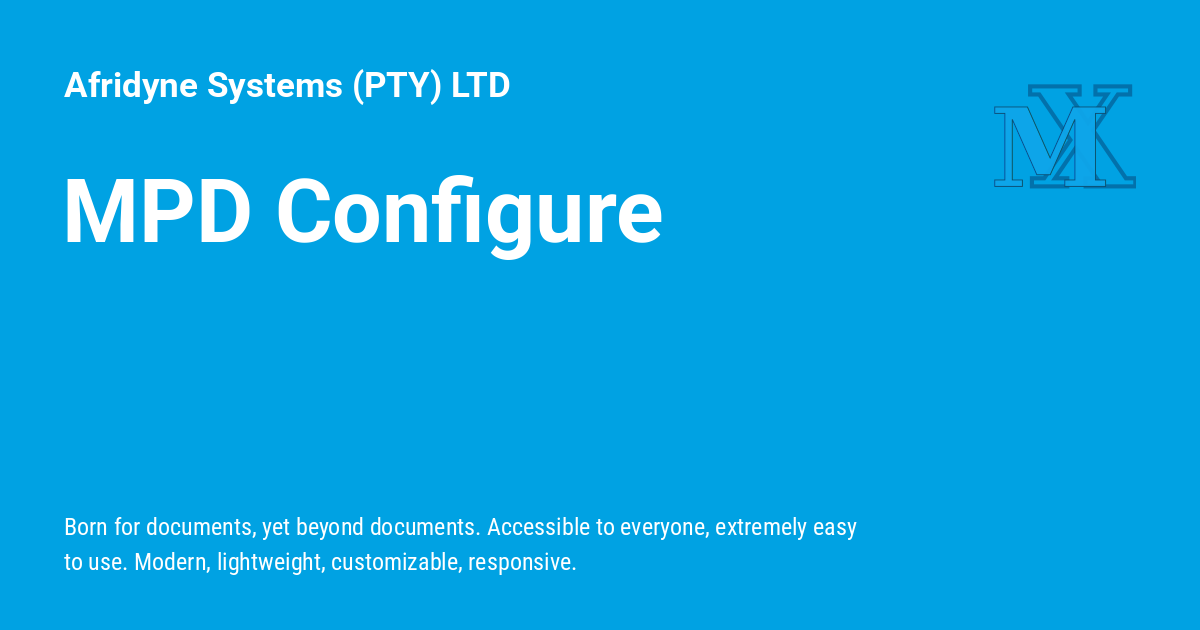 Afridyne Systems (PTY) LTD
MX
MPD Configure
Born for documents, yet beyond documents. Accessible to everyone, extremely easy
to use. Modern, lightweight, customizable, responsive.